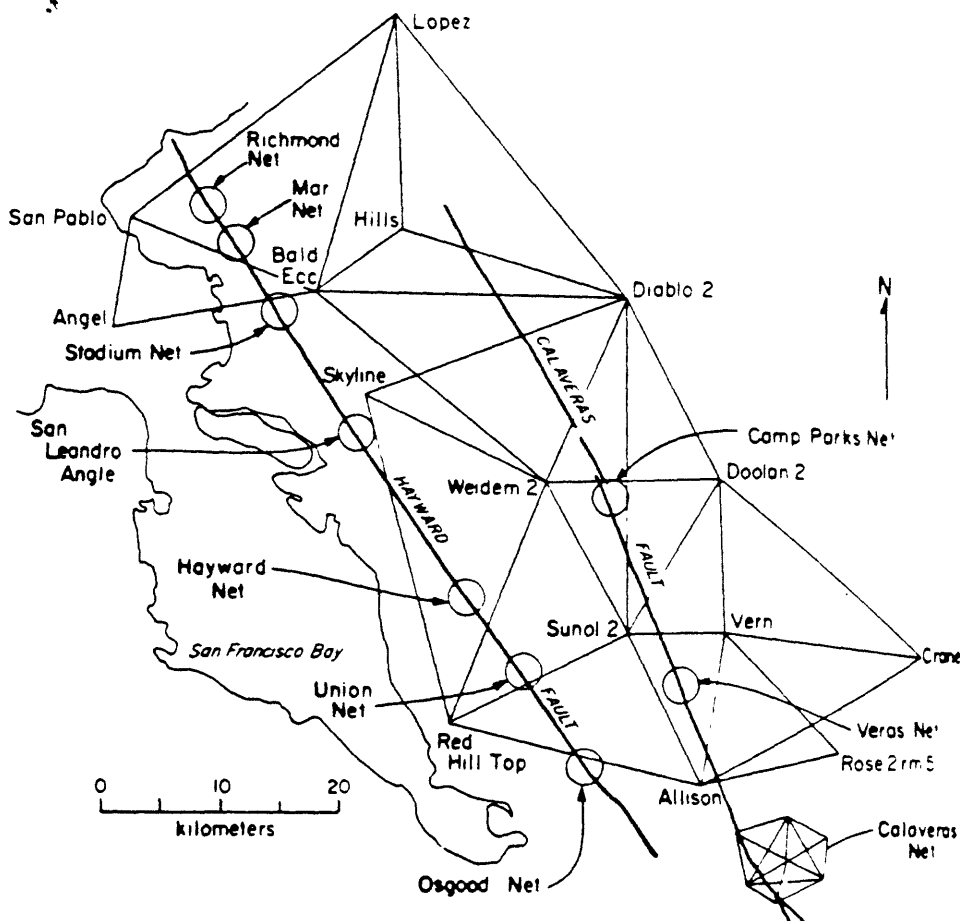 Lopez
Richmond
Net
Mar
Net
San Pablo
Hills
Bald
Ecc
Diablo 2
N
Angel
Stadium Net
CALAVERAS
Skyline
San
Leandro
Angle
Camp Parks Net
Weidem 2
Doolan 2
HAYWARD
FAULT
Hayward
Net
Sunol 2
Vern
San Francisco Bay
Crane
Union
Net
FAULT
Veras Net
Red
Hill Top
Rose 2 rm 5
Allison
0 10 20
kilometers
Calaveras
Net
Osgood Net